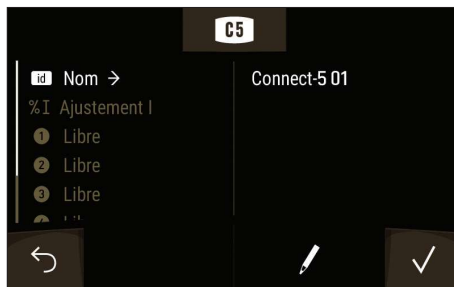 C5
id Nom →
Connect-5 01
%I Ajustement I
1 Libre
2 Libre
3 Libre